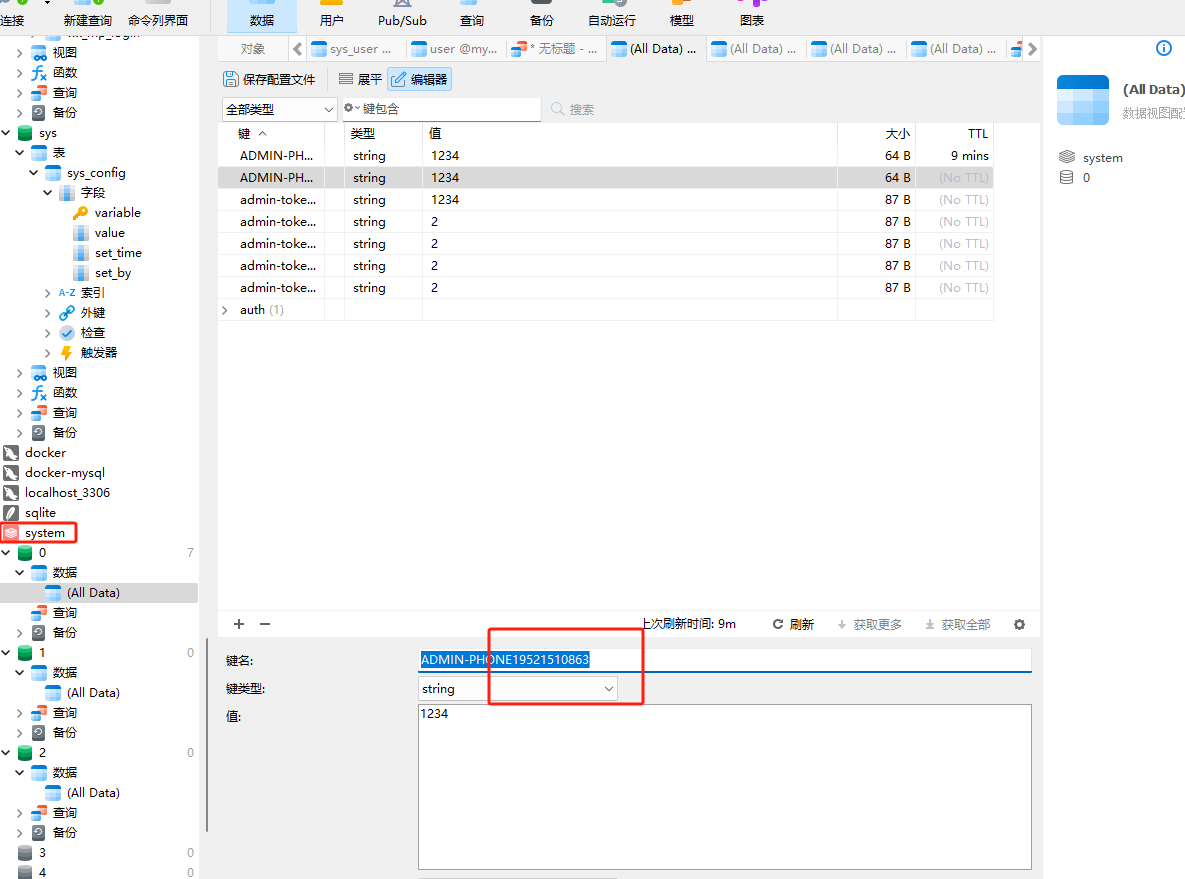 连接 新建查询 命令列界面 数据 用户 Pub/Sub 查询 备份 自动运行 模型 图表
视图
函数
查询
备份
sys
表
sys_config
字段
variable
value
set_time
set_by
A-Z 索引
外键
检查
触发器
视图
函数
查询
备份
docker
docker-mysql
localhost_3306
sqlite
system
0 7
数据
(All Data)
查询
备份
1 0
数据
(All Data)
查询
备份
2 0
数据
(All Data)
查询
备份
3 0
4 0
对象 sys_user ... user @my... * 无标题 - ... (All Data) ... (All Data) ... (All Data) ... (All Data) ...
保存配置文件 展平 编辑器
全部类型 键包含 搜索
键 类型 值 大小 TTL
ADMIN-PH... string 1234 64 B 9 mins
ADMIN-PH... string 1234 64 B (No TTL)
admin-toke... string 1234 87 B (No TTL)
admin-toke... string 2 87 B (No TTL)
admin-toke... string 2 87 B (No TTL)
admin-toke... string 2 87 B (No TTL)
admin-toke... string 2 87 B (No TTL)
auth (1)
上次刷新时间: 9m 刷新 获取更多 获取全部
键名: ADMIN-PHONE19521510863
键类型: string
值: 1234
(All Data)
数据视图配
system
0